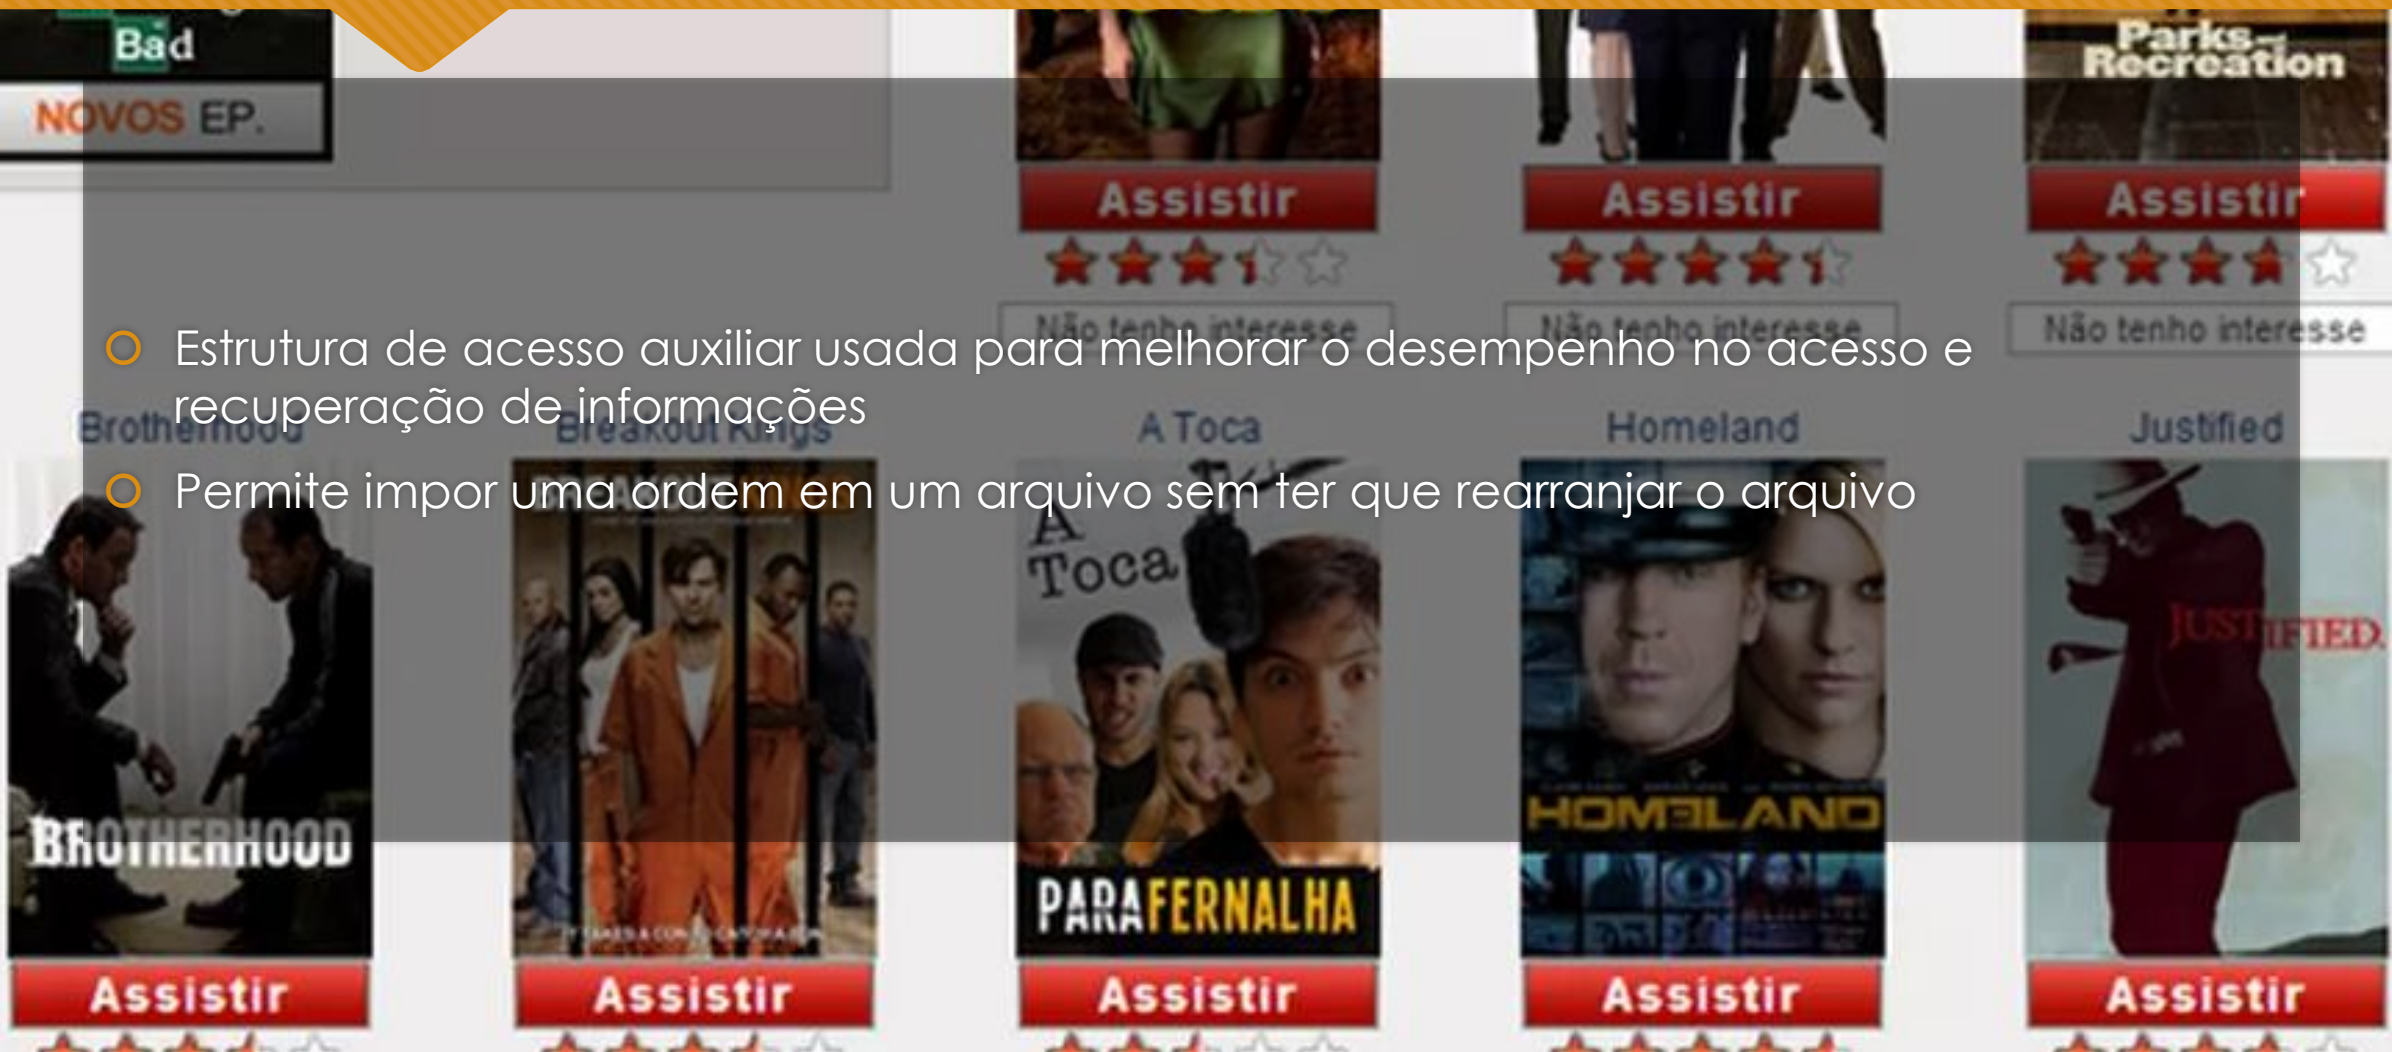 Bad
Parks and
Recreation
NOVOS EP.
Assistir
Assistir
Assistir
Não tenho interesse
Não tenho interesse
Não tenho interesse
Estrutura de acesso auxiliar usada para melhorar o desempenho no acesso e
recuperação de informações
Brotherhood
Breakout Kings
A Toca
Homeland
Justified
Permite impor uma ordem em um arquivo sem ter que rearranjar o arquivo
A
Toca
JUSTIFIED.
BROTHERHOOD
HOMELAND
PARAFERNALHA
Assistir
Assistir
Assistir
Assistir
Assistir